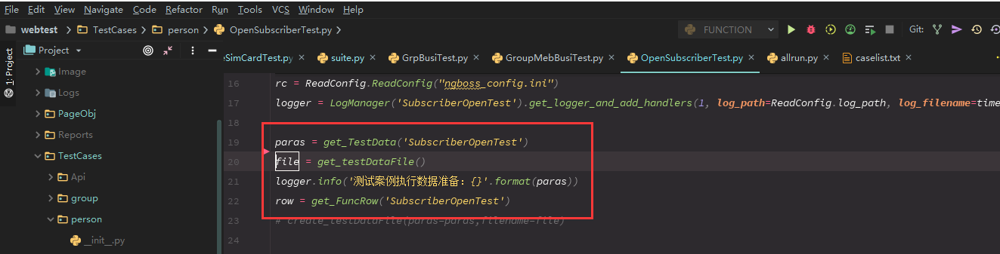 File Edit View Navigate Code Refactor Run Tools VCS Window Help
webtest TestCases person OpenSubscriberTest.py FUNCTION Git:
1: Project
Project
eSimCardTest.py suite.py GrpBusiTest.py GroupMebBusiTest.py OpenSubscriberTest.py allrun.py caselist.txt
Image
Logs
PageObj
Reports
TestCases
Api
group
person
__init__.py
16 rc = ReadConfig.ReadConfig("ngboss_config.ini")
17 logger = LogManager('SubscriberOpenTest').get_logger_and_add_handlers(1, log_path=ReadConfig.log_path, log_filename=time
18
19 paras = get_TestData('SubscriberOpenTest')
20 file = get_testDataFile()
21 logger.info('测试案例执行数据准备：{}'.format(paras))
22 row = get_FuncRow('SubscriberOpenTest')
23 # create_testDataFile(paras=paras,filename=file)
24